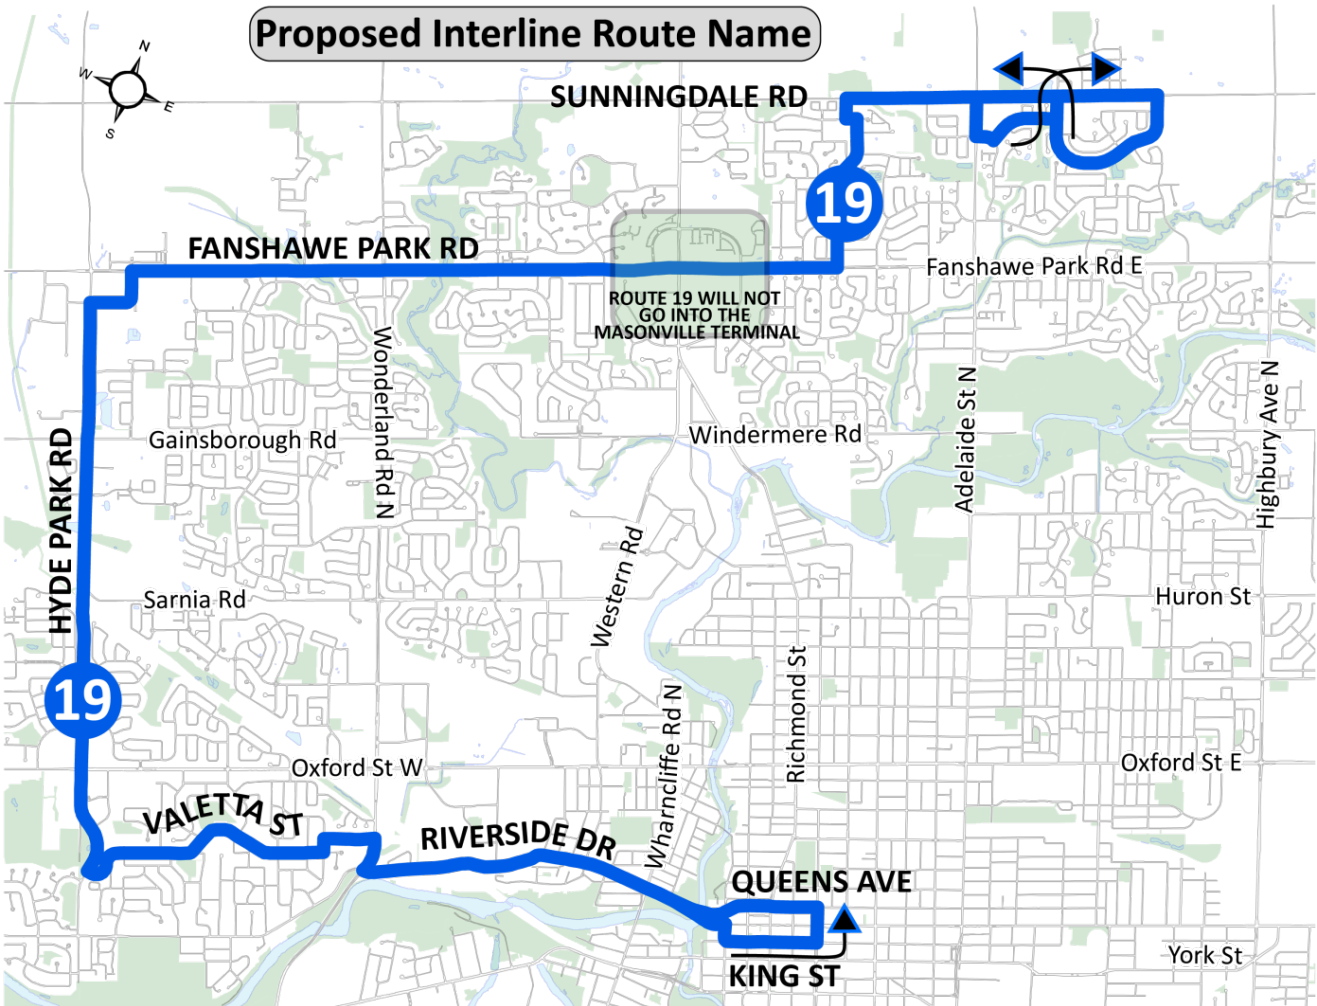 Proposed Interline Route Name
N
W
E
S
SUNNINGDALE RD
19
FANSHAWE PARK RD
Fanshawe Park Rd E
ROUTE 19 WILL NOT
GO INTO THE
MASONVILLE TERMINAL
Wonderland Rd N
Adelaide St N
Highbury Ave N
Gainsborough Rd
Windermere Rd
HYDE PARK RD
Western Rd
Sarnia Rd
Huron St
Richmond St
19
Wharncliffe Rd N
Oxford St W
Oxford St E
VALETTA ST
RIVERSIDE DR
QUEENS AVE
York St
KING ST